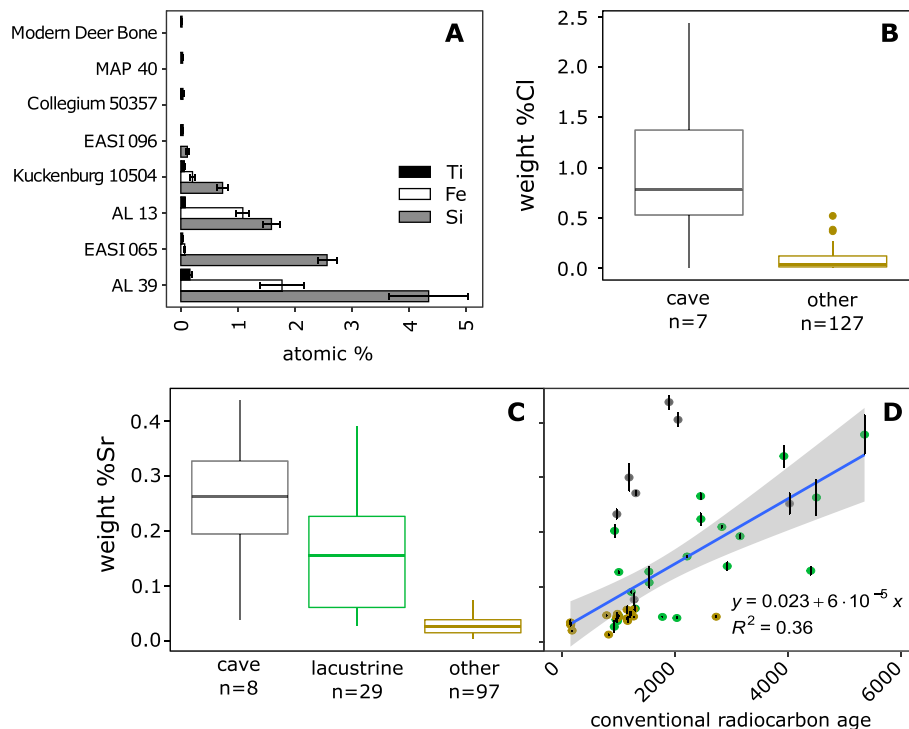 A
Modern Deer Bone
MAP 40
Collegium 50357
EASI 096
Kuckenburg 10504
AL 13
EASI 065
AL 39
Ti
Fe
Si
0 1 2 3 4 5
atomic %
B
weight %Cl
2.5
2.0
1.5
1.0
0.5
0.0
cave other
n=7 n=127
C
weight %Sr
0.4
0.3
0.2
0.1
0.0
cave lacustrine other
n=8 n=29 n=97
D
y = 0.023 + 6 · 10⁻⁵ x
R² = 0.36
0 2000 4000 6000
conventional radiocarbon age